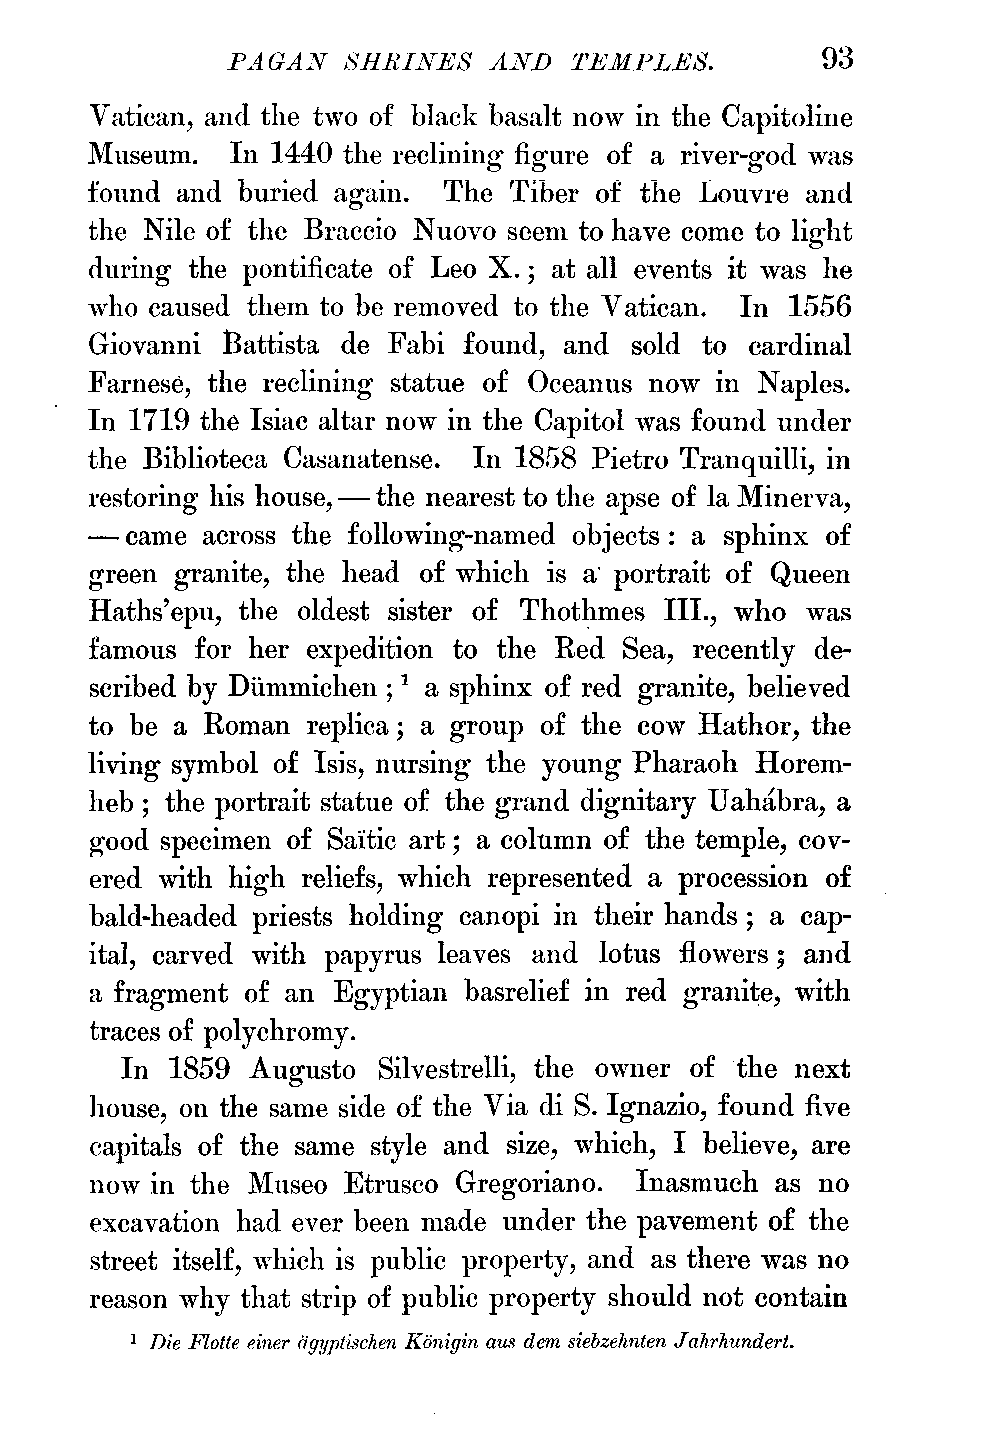 PAGAN SHRINES AND TEMPLES. 93
Vatican, and the two of black basalt now in the Capitoline
Museum. In 1440 the reclining figure of a river-god was
found and buried again. The Tiber of the Louvre and
the Nile of the Braccio Nuovo seem to have come to light
during the pontificate of Leo X.; at all events it was he
who caused them to be removed to the Vatican. In 1556
Giovanni Battista de Fabi found, and sold to cardinal
Farnese, the reclining statue of Oceanus now in Naples.
In 1719 the Isiac altar now in the Capitol was found under
the Biblioteca Casanatense. In 1858 Pietro Tranquilli, in
restoring his house, — the nearest to the apse of la Minerva,
— came across the following-named objects: a sphinx of
green granite, the head of which is a portrait of Queen
Haths'epu, the oldest sister of Thothmes III., who was
famous for her expedition to the Red Sea, recently de-
scribed by Dümmichen;¹ a sphinx of red granite, believed
to be a Roman replica; a group of the cow Hathor, the
living symbol of Isis, nursing the young Pharaoh Horem-
heb; the portrait statue of the grand dignitary Uahábra, a
good specimen of Saïtic art; a column of the temple, cov-
ered with high reliefs, which represented a procession of
bald-headed priests holding canopi in their hands; a cap-
ital, carved with papyrus leaves and lotus flowers; and
a fragment of an Egyptian basrelief in red granite, with
traces of polychromy.
In 1859 Augusto Silvestrelli, the owner of the next
house, on the same side of the Via di S. Ignazio, found five
capitals of the same style and size, which, I believe, are
now in the Museo Etrusco Gregoriano. Inasmuch as no
excavation had ever been made under the pavement of the
street itself, which is public property, and as there was no
reason why that strip of public property should not contain
¹ Die Flotte einer ägyptischen Königin aus dem siebzehnten Jahrhundert.